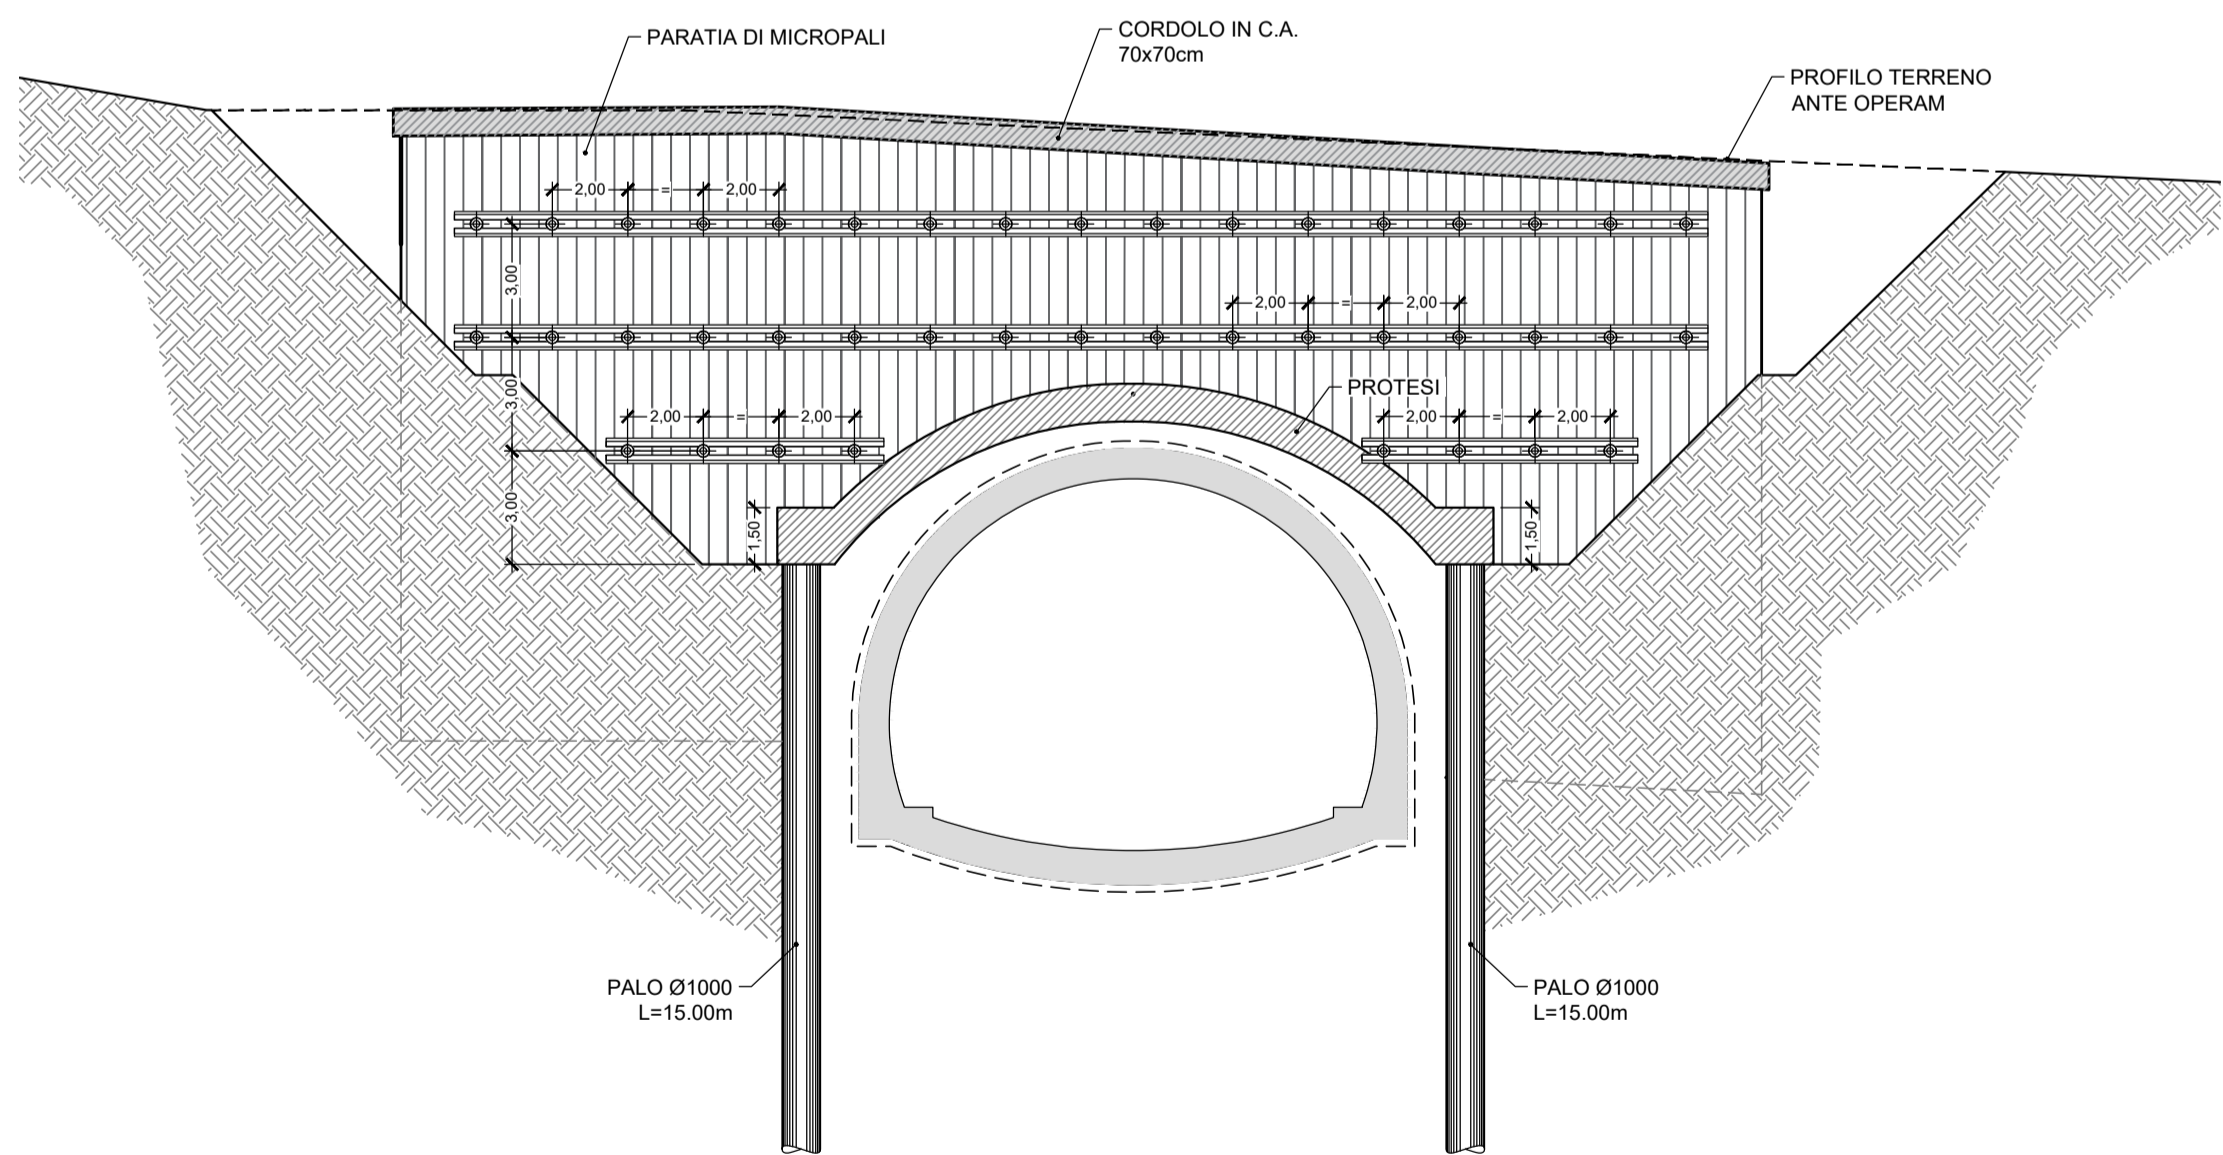 PARATIA DI MICROPALI
CORDOLO IN C.A.
70x70cm
PROFILO TERRENO
ANTE OPERAM
2,00
=
2,00
3,00
2,00
=
2,00
3,00
PROTESI
2,00
=
2,00
2,00
=
2,00
3,00
1,50
1,50
PALO Ø1000
L=15.00m
PALO Ø1000
L=15.00m